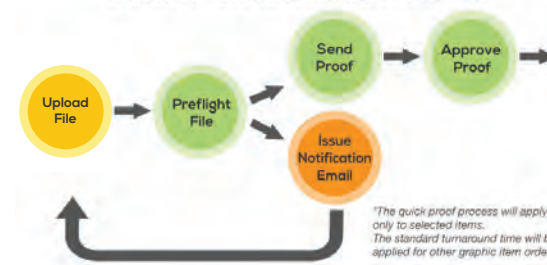 Upload
File
Preflight
File
Send
Proof
Approve
Proof
Issue
Notification
Email
*The quick proof process will apply
only to selected items.
The standard turnaround time will
applied for other graphic item